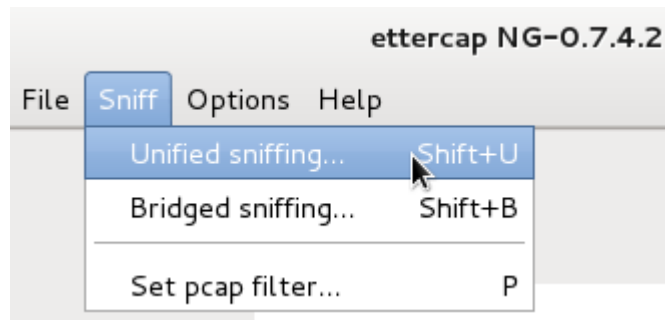 ettercap NG-0.7.4.2
File Sniff Options Help
Unified sniffing... Shift+U
Bridged sniffing... Shift+B
Set pcap filter... P